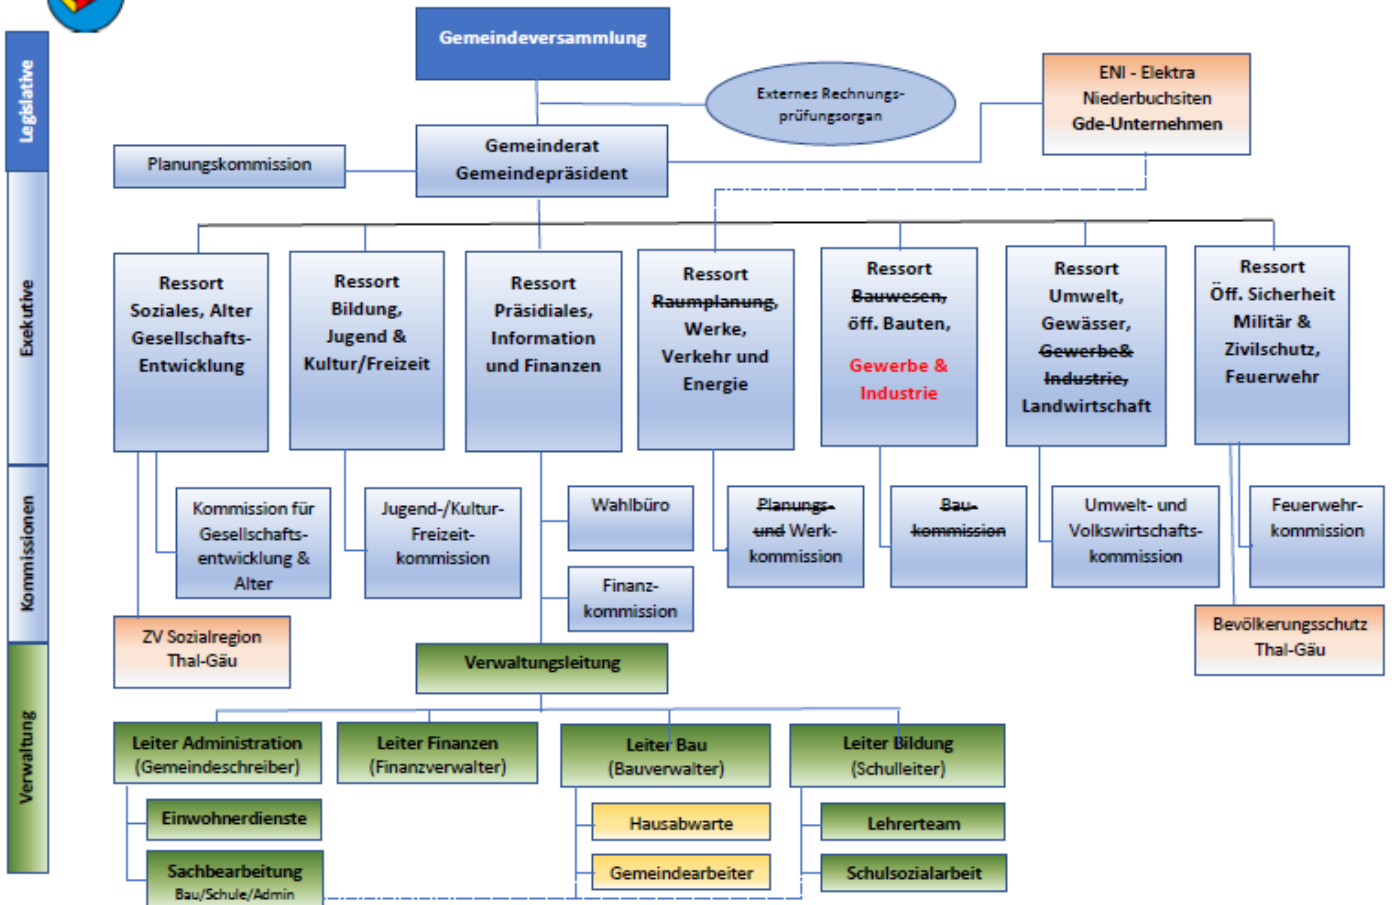 Legislative
Exekutive
Kommissionen
Verwaltung
Gemeindeversammlung
Externes Rechnungs-
prüfungsorgan
ENI - Elektra
Niederbuchsiten
Gde-Unternehmen
Planungskommission
Gemeinderat
Gemeindepräsident
Ressort
Soziales, Alter
Gesellschafts-
Entwicklung
Ressort
Bildung,
Jugend &
Kultur/Freizeit
Ressort
Präsidiales,
Information
und Finanzen
Ressort
Raumplanung,
Werke,
Verkehr und
Energie
Ressort
Bauwesen,
öff. Bauten,
Gewerbe &
Industrie
Ressort
Umwelt,
Gewässer,
Gewerbe&
Industrie,
Landwirtschaft
Ressort
Öff. Sicherheit
Militär &
Zivilschutz,
Feuerwehr
Kommission für
Gesellschafts-
entwicklung &
Alter
Jugend-/Kultur-
Freizeit-
kommission
Wahlbüro
Finanz-
kommission
Planungs-
und Werk-
kommission
Bau-
kommission
Umwelt- und
Volkswirtschafts-
kommission
Feuerwehr-
kommission
ZV Sozialregion
Thal-Gäu
Bevölkerungsschutz
Thal-Gäu
Verwaltungsleitung
Leiter Administration
(Gemeindeschreiber)
Leiter Finanzen
(Finanzverwalter)
Leiter Bau
(Bauverwalter)
Leiter Bildung
(Schulleiter)
Einwohnerdienste
Sachbearbeitung
Bau/Schule/Admin
Hausabwarte
Gemeindearbeiter
Lehrerteam
Schulsozialarbeit